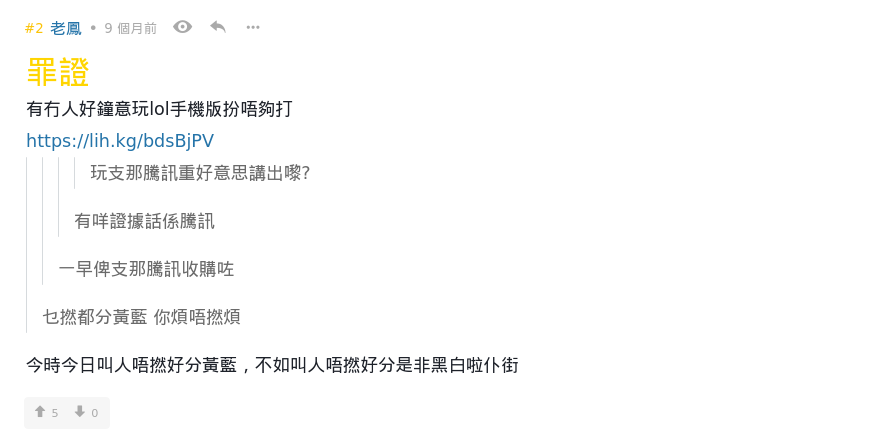 #2 老鳳 • 9 個月前
罪證
有冇人好鐘意玩lol手機版扮唔夠打
https://lih.kg/bdsBjPV
玩支那騰訊重好意思講出嚟?
有咩證據話係騰訊
一早俾支那騰訊收購咗
乜撚都分黃藍 你煩唔撚煩
今時今日叫人唔撚好分黃藍，不如叫人唔撚好分是非黑白啦仆街
5 0